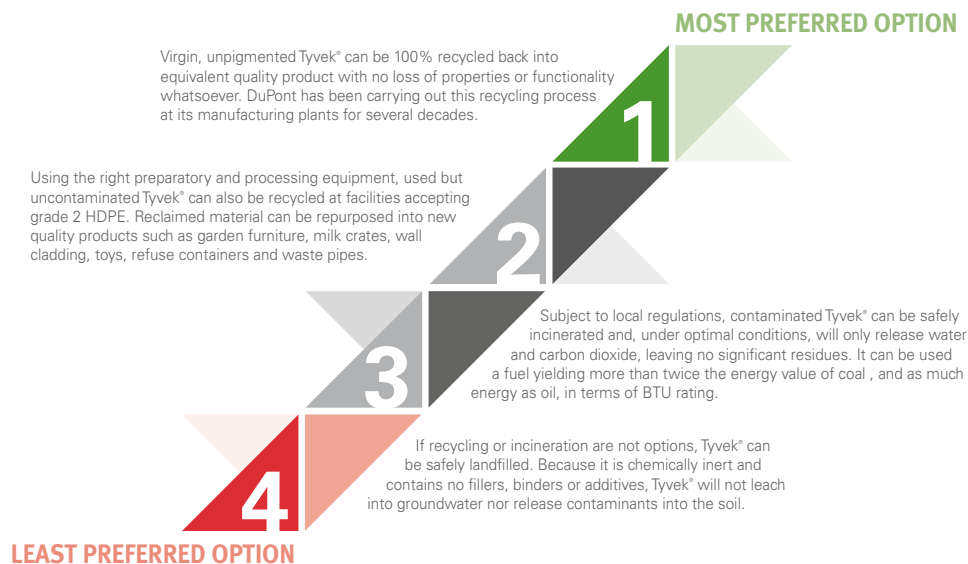 MOST PREFERRED OPTION
Virgin, unpigmented Tyvek® can be 100% recycled back into
equivalent quality product with no loss of properties or functionality
whatsoever. DuPont has been carrying out this recycling process
at its manufacturing plants for several decades.
1
Using the right preparatory and processing equipment, used but
uncontaminated Tyvek® can also be recycled at facilities accepting
grade 2 HDPE. Reclaimed material can be repurposed into new
quality products such as garden furniture, milk crates, wall
cladding, toys, refuse containers and waste pipes.
2
Subject to local regulations, contaminated Tyvek® can be safely
incinerated and, under optimal conditions, will only release water
and carbon dioxide, leaving no significant residues. It can be used
a fuel yielding more than twice the energy value of coal , and as much
energy as oil, in terms of BTU rating.
3
If recycling or incineration are not options, Tyvek® can
be safely landfilled. Because it is chemically inert and
contains no fillers, binders or additives, Tyvek® will not leach
into groundwater nor release contaminants into the soil.
4
LEAST PREFERRED OPTION